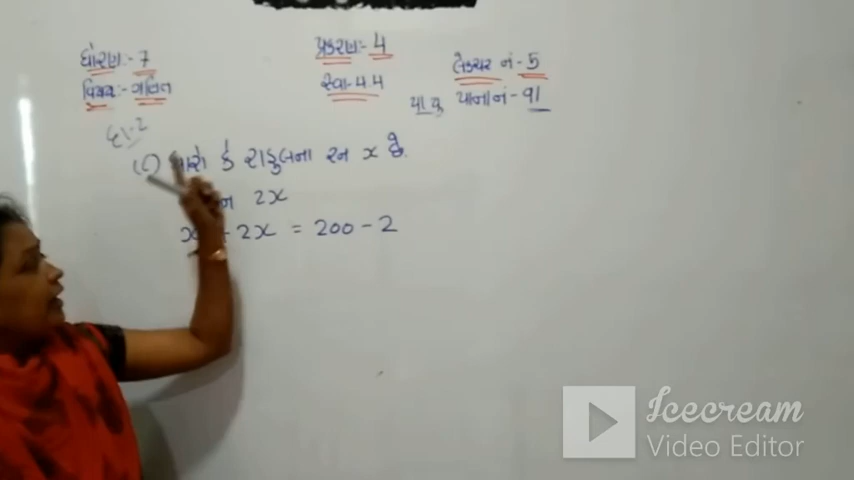 ધોરણ:- 7
પ્રકરણ:- 4
લેક્ચર નં - 5
વિષય:- ગણિત
સ્વા - 4.4
પા.પુ પાના નં - 91
દા-2
(c) ધારો કે રાહુલના રન x છે.
2x
2x = 200 - 2
Icecream
Video Editor